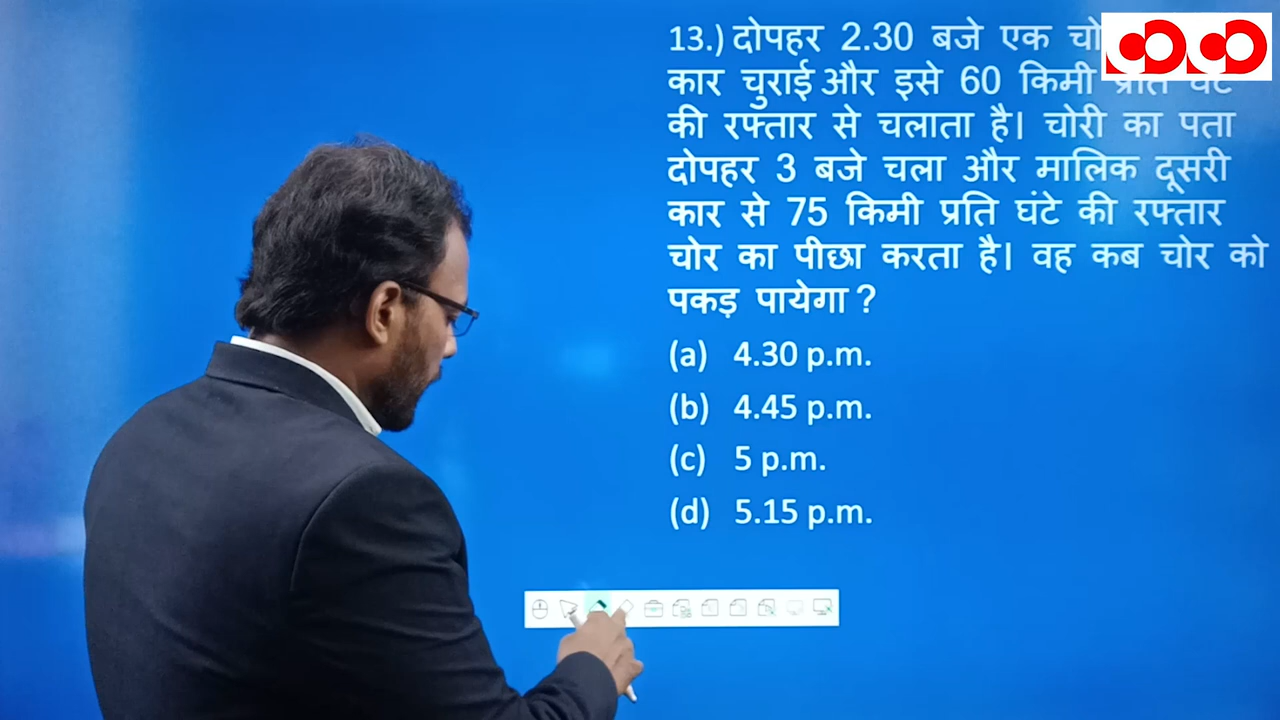 13.) दोपहर 2.30 बजे एक
कार चुराई और इसे 60 किमी प्रति घंटे
की रफ्तार से चलाता है। चोरी का पता
दोपहर 3 बजे चला और मालिक दूसरी
कार से 75 किमी प्रति घंटे की रफ्तार
चोर का पीछा करता है। वह कब चोर को
पकड़ पायेगा ?
(a) 4.30 p.m.
(b) 4.45 p.m.
(c) 5 p.m.
(d) 5.15 p.m.